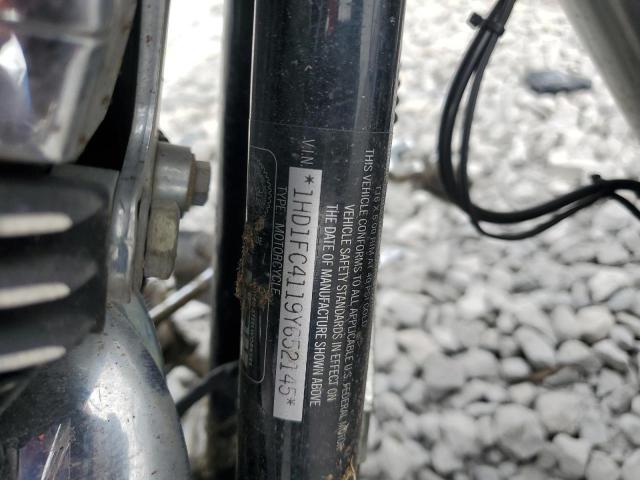 V.I.N.
*1HD1FC4119Y652145*
TYPE: MOTORCYCLE
THIS VEHICLE CONFORMS TO ALL APPLICABLE U.S. FEDERAL MOTOR
VEHICLE SAFETY STANDARDS IN EFFECT ON
THE DATE OF MANUFACTURE SHOWN ABOVE